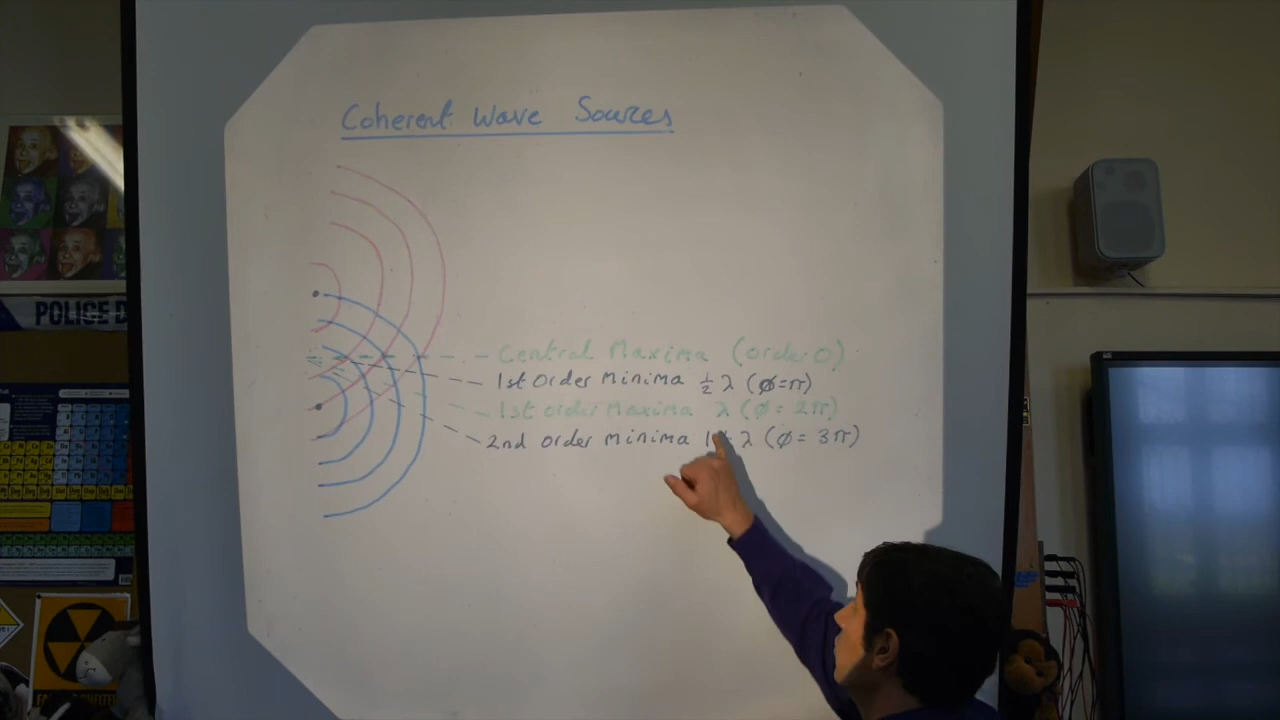 Coherent Wave Sources
POLICE D
Central Maxima (order 0)
1st Order Minima ½ λ (ø=π)
1st order Maxima λ (ø = 2π)
2nd order minima λ (ø = 3π)